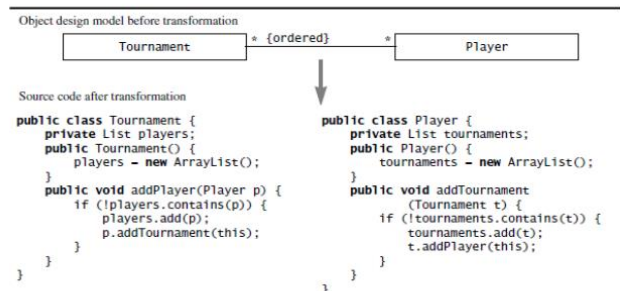 Object design model before transformation
Tournament * {ordered} * Player
Source code after transformation
public class Tournament {
private List players;
public Tournament() {
players = new ArrayList();
}
public void addPlayer(Player p) {
if (!players.contains(p)) {
players.add(p);
p.addTournament(this);
}
}
}
public class Player {
private List tournaments;
public Player() {
tournaments = new ArrayList();
}
public void addTournament
(Tournament t) {
if (!tournaments.contains(t)) {
tournaments.add(t);
t.addPlayer(this);
}
}
}